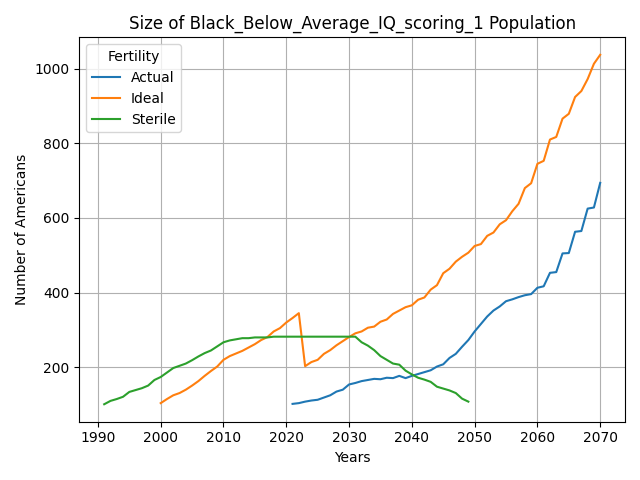 Size of Black_Below_Average_IQ_scoring_1 Population
Fertility
Actual
Ideal
Sterile
Number of Americans
1000
800
600
400
200
1990 2000 2010 2020 2030 2040 2050 2060 2070
Years